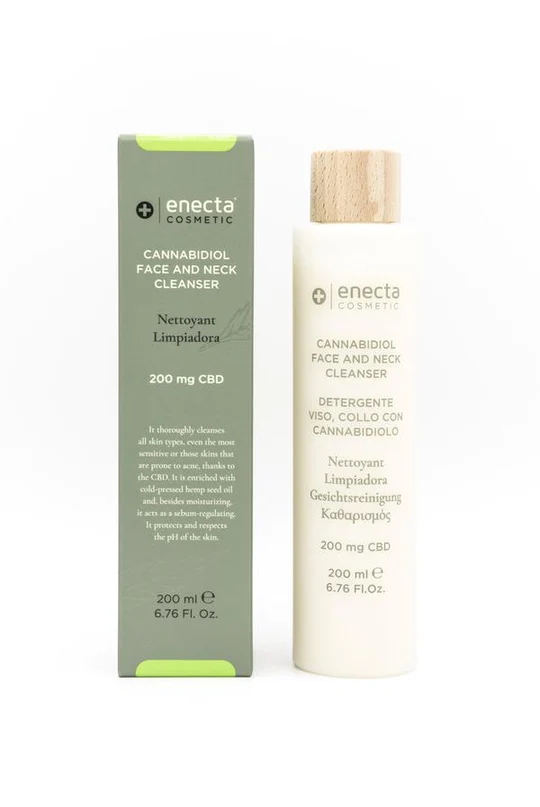 enecta
COSMETIC
CANNABIDIOL
FACE AND NECK
CLEANSER
Nettoyant
Limpiadora
200 mg CBD
It thoroughly cleanses
all skin types, even the most
sensitive or those skins that
are prone to acne, thanks to
the CBD. It is enriched with
cold-pressed hemp seed oil
and, besides moisturizing,
it acts as a sebum-regulating.
It protects and respects
the pH of the skin.
200 ml ℮
6.76 Fl. Oz.
enecta
COSMETIC
CANNABIDIOL
FACE AND NECK
CLEANSER
DETERGENTE
VISO, COLLO CON
CANNABIDIOLO
Nettoyant
Limpiadora
Gesichtsreinigung
Καθαρισμός
200 mg CBD
200 ml ℮
6.76 Fl.Oz.